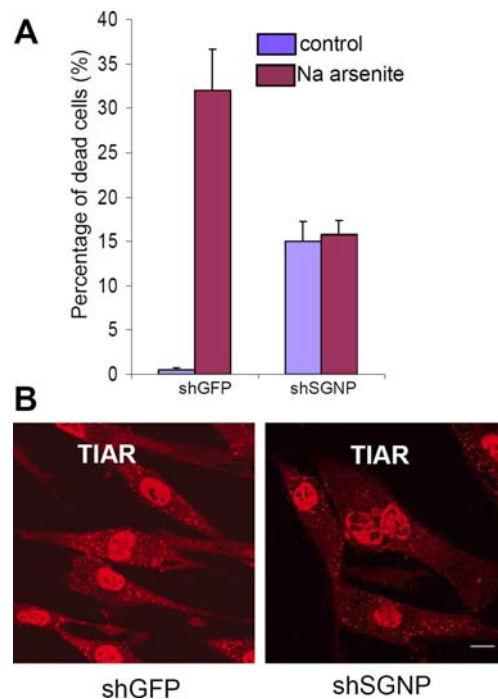 A
Percentage of dead cells (%)
40
35
30
25
20
15
10
5
0
control
Na arsenite
shGFP
shSGNP
B
TIAR
TIAR
shGFP
shSGNP